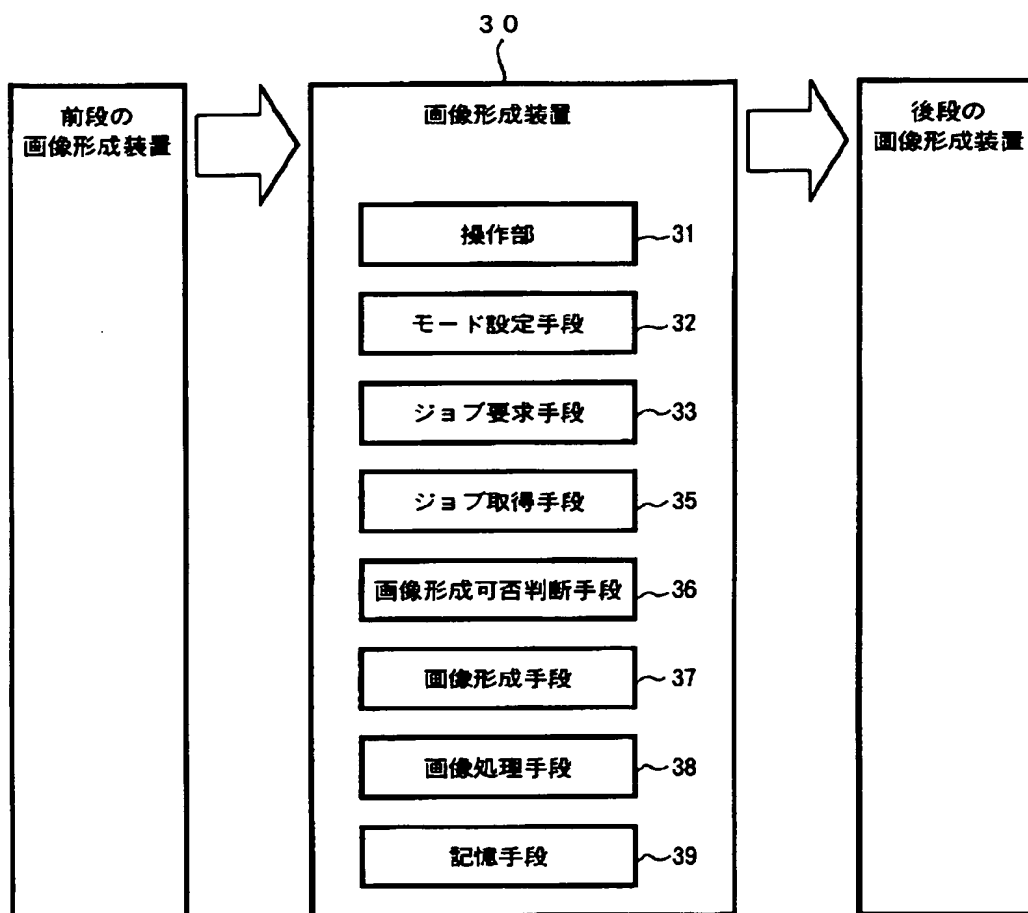 30
前段の
画像形成装置
画像形成装置
後段の
画像形成装置
操作部 31
モード設定手段 32
ジョブ要求手段 33
ジョブ取得手段 35
画像形成可否判断手段 36
画像形成手段 37
画像処理手段 38
記憶手段 39